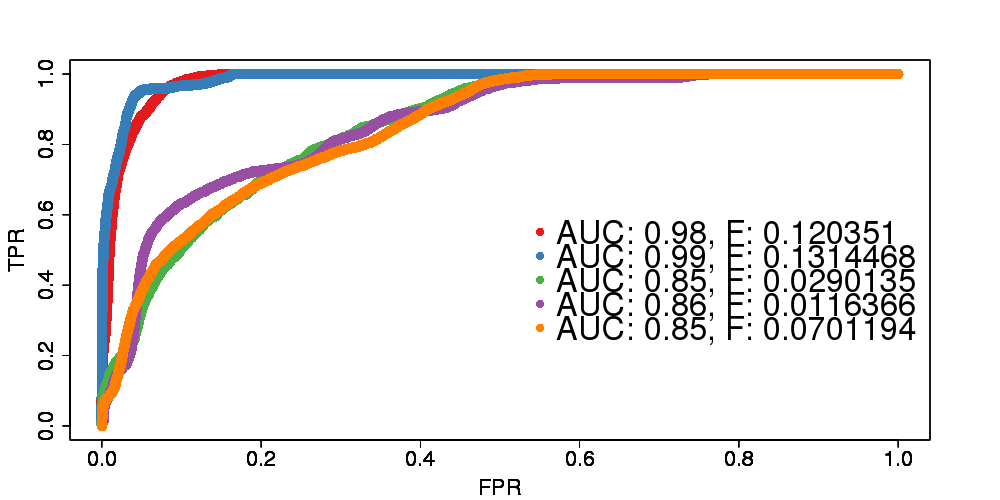 1.0
0.8
0.6
0.4
0.2
0.0
TPR
AUC: 0.98, F: 0.120351
AUC: 0.99, F: 0.1314468
AUC: 0.85, F: 0.0290135
AUC: 0.86, F: 0.0116366
AUC: 0.85, F: 0.0701194
0.0 0.2 0.4 0.6 0.8 1.0
FPR